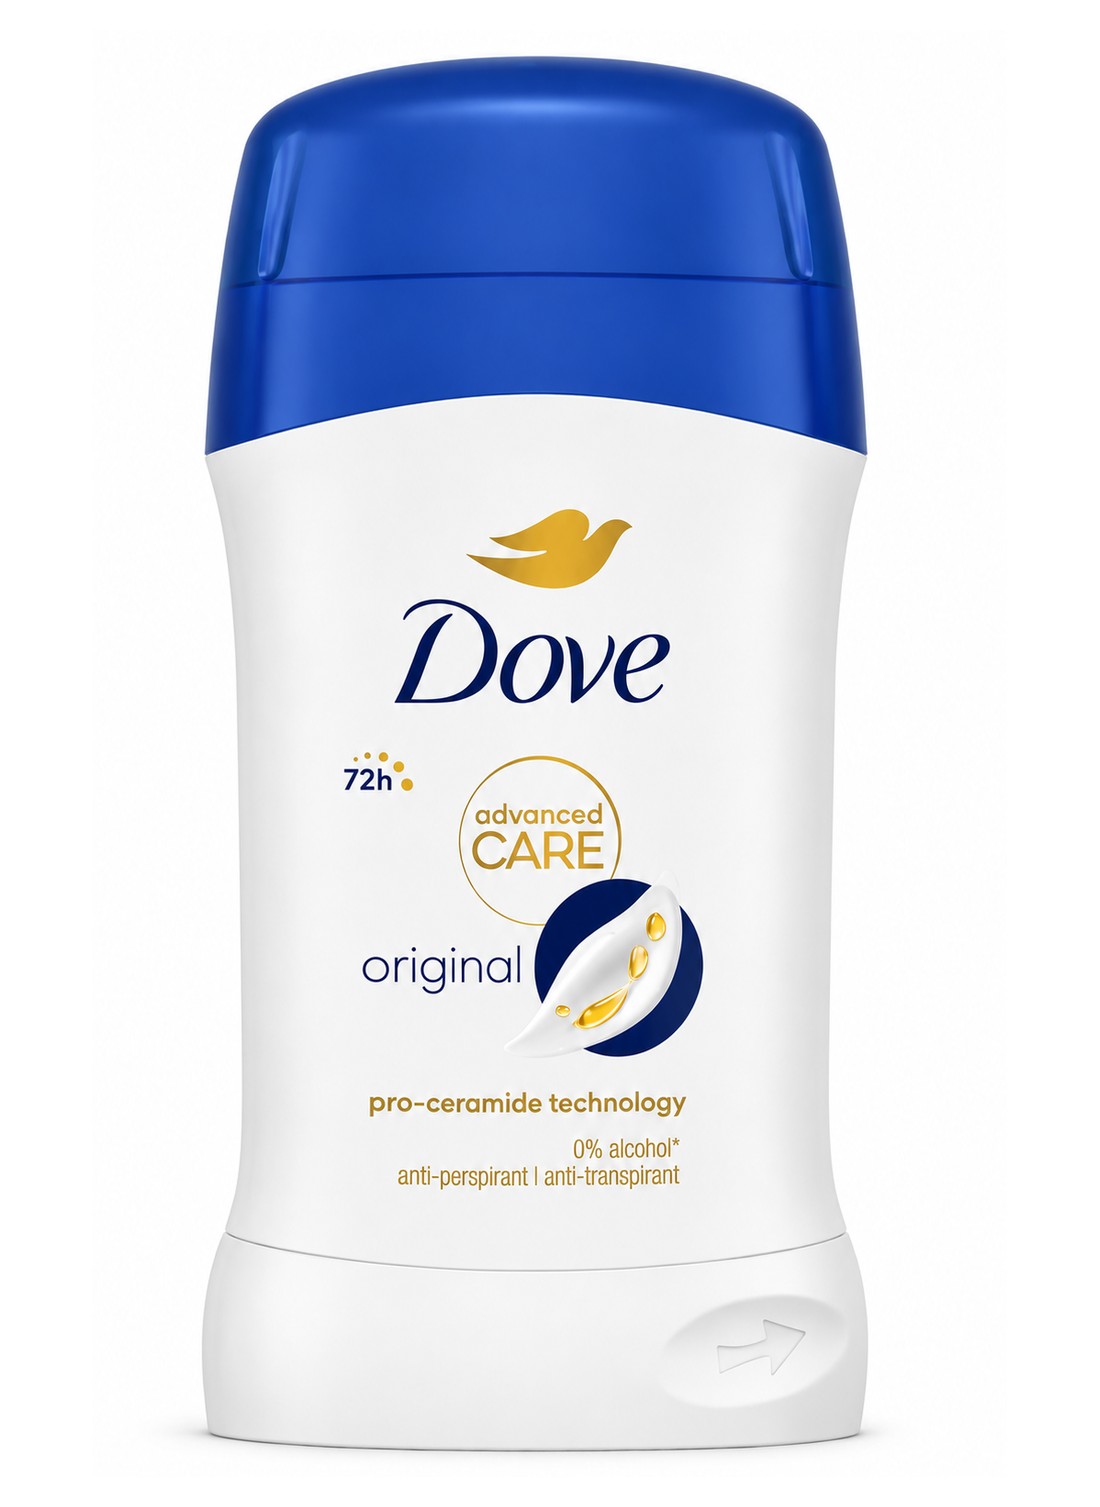 Dove
72h
advanced
CARE
original
pro-ceramide technology
0% alcohol*
anti-perspirant | anti-transpirant